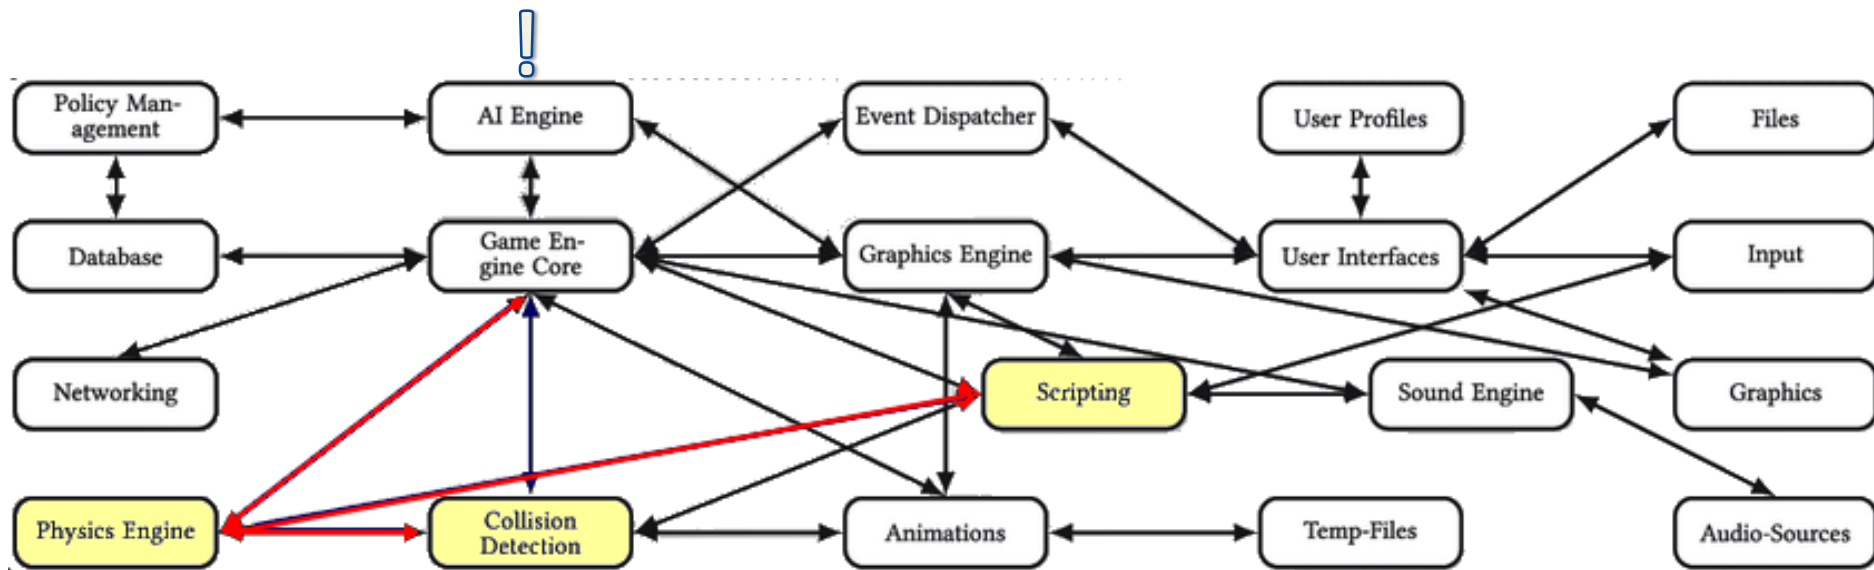 !
Policy Man-
agement
AI Engine
Event Dispatcher
User Profiles
Files
Database
Game En-
gine Core
Graphics Engine
User Interfaces
Input
Networking
Scripting
Sound Engine
Graphics
Physics Engine
Collision
Detection
Animations
Temp-Files
Audio-Sources